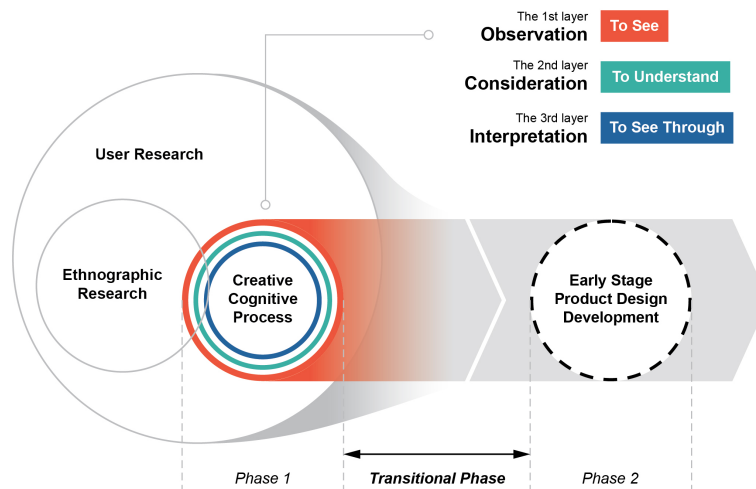 The 1st layer
Observation
To See
The 2nd layer
Consideration
To Understand
The 3rd layer
Interpretation
To See Through
User Research
Ethnographic
Research
Creative
Cognitive
Process
Early Stage
Product Design
Development
Phase 1
Transitional Phase
Phase 2